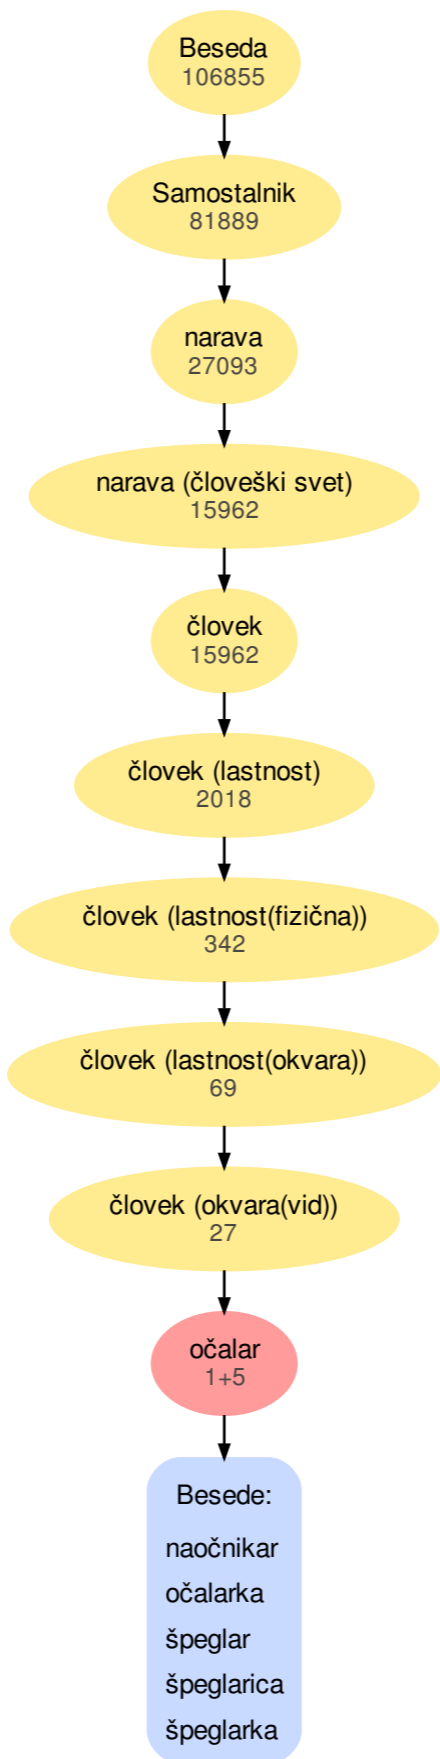 Beseda
106855
Samostalnik
81889
narava
27093
narava (človeški svet)
15962
človek
15962
človek (lastnost)
2018
človek (lastnost(fizična))
342
človek (lastnost(okvara))
69
človek (okvara(vid))
27
očalar
1+5
Besede:
naočnikar
očalarka
špeglar
špeglarica
špeglarka